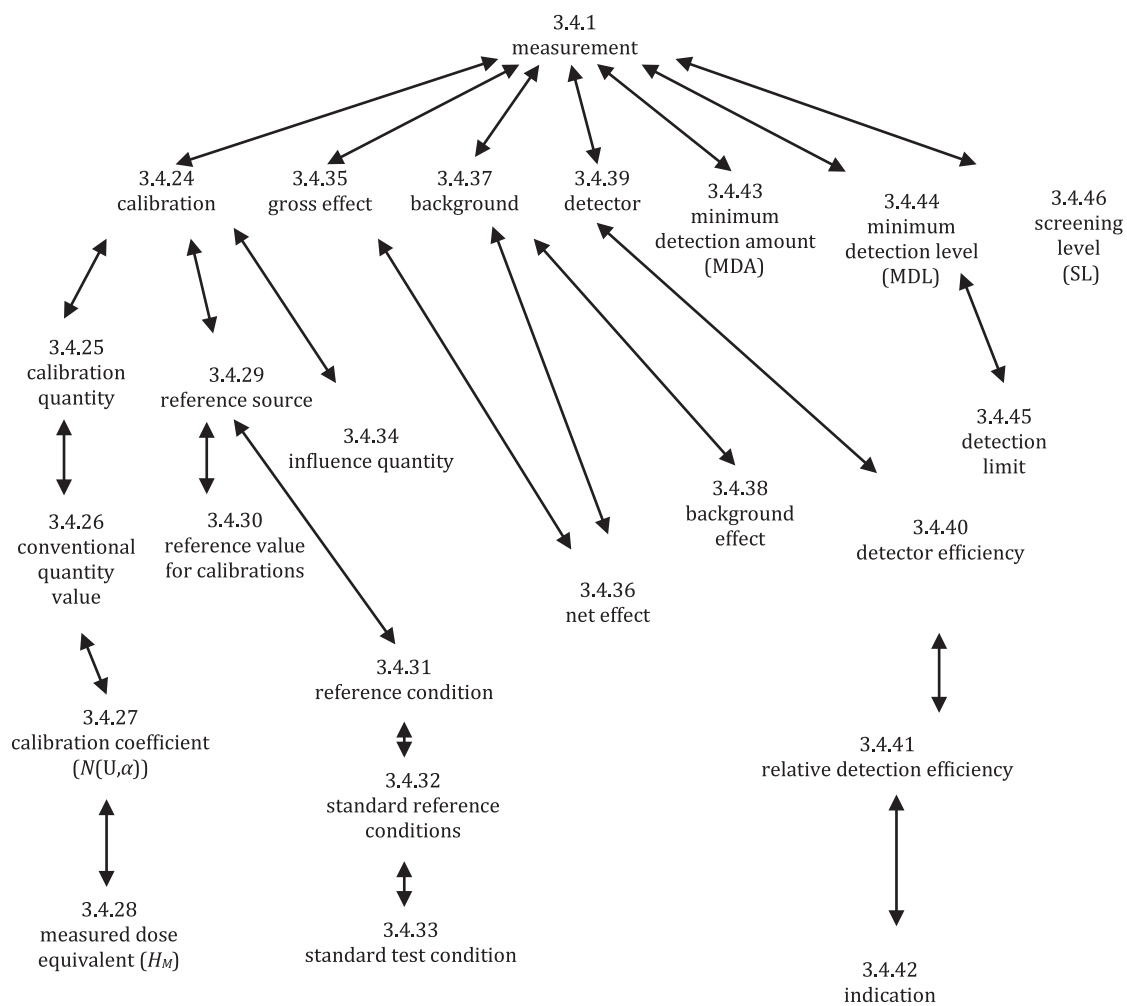 3.4.1
measurement
3.4.24
calibration
3.4.35
gross effect
3.4.37
background
3.4.39
detector
3.4.43
minimum
detection amount
(MDA)
3.4.44
minimum
detection level
(MDL)
3.4.46
screening
level
(SL)
3.4.25
calibration
quantity
3.4.29
reference source
3.4.34
influence quantity
3.4.45
detection
limit
3.4.26
conventional
quantity
value
3.4.30
reference value
for calibrations
3.4.38
background
effect
3.4.40
detector efficiency
3.4.36
net effect
3.4.31
reference condition
3.4.27
calibration coefficient
(N(U,α))
3.4.32
standard reference
conditions
3.4.41
relative detection efficiency
3.4.28
measured dose
equivalent (HM)
3.4.33
standard test condition
3.4.42
indication